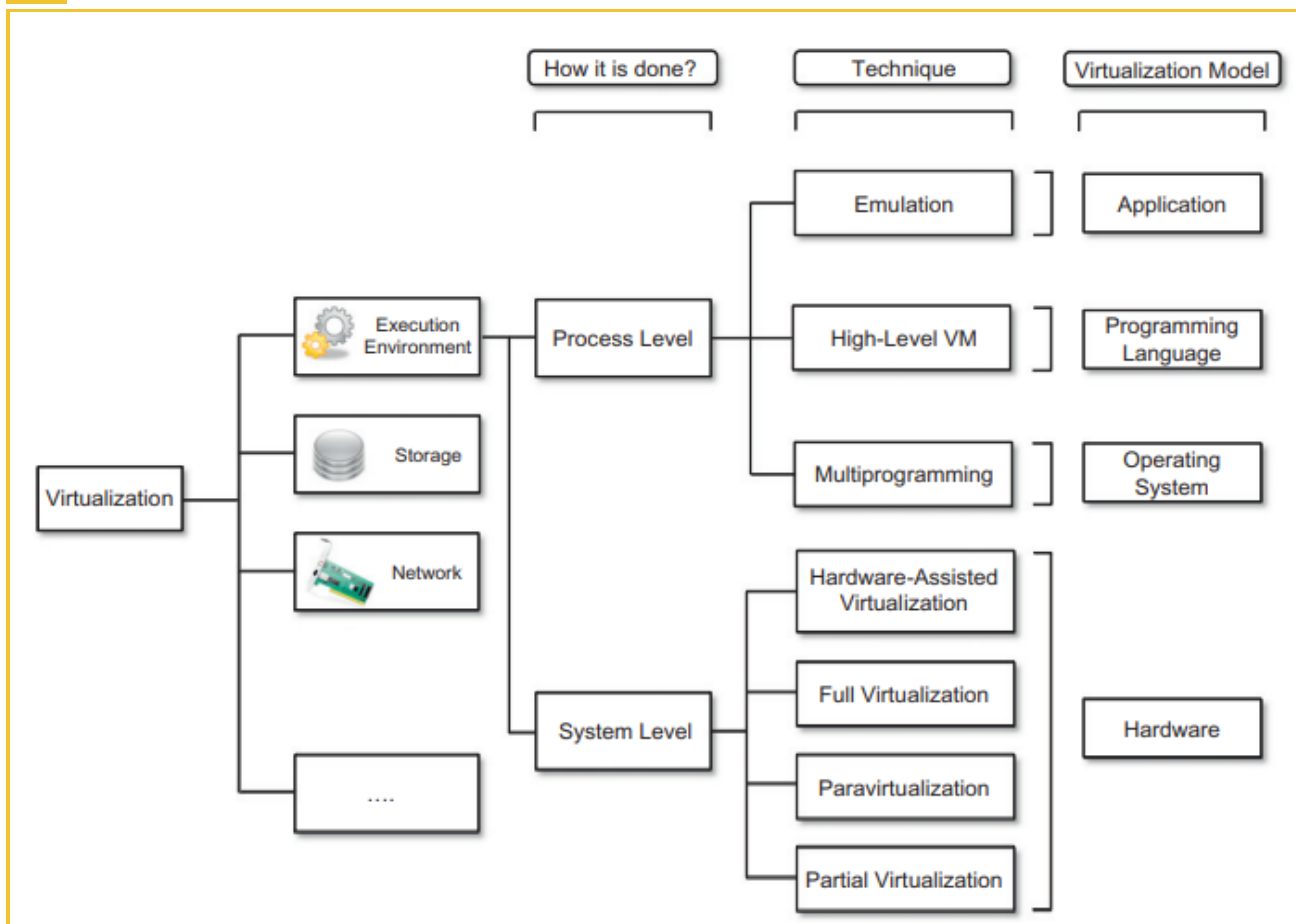 How it is done?
Technique
Virtualization Model
Emulation
Application
Execution
Environment
Process Level
High-Level VM
Programming
Language
Storage
Virtualization
Multiprogramming
Operating
System
Network
Hardware-Assisted
Virtualization
Full Virtualization
System Level
Hardware
....
Paravirtualization
Partial Virtualization